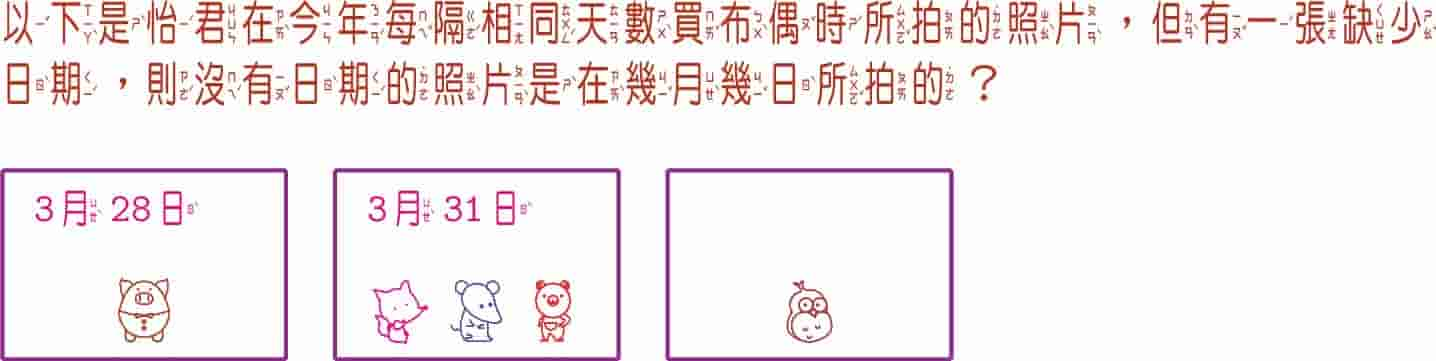 以下是怡君在今年每隔相同天數買布偶時所拍的照片，但有一張缺少
日期，則沒有日期的照片是在幾月幾日所拍的？
3月28日
3月31日